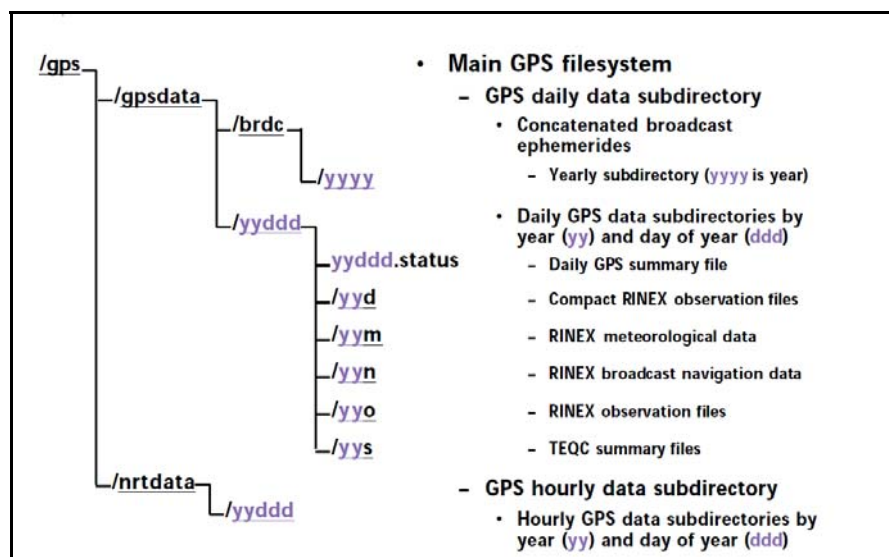 /gps
• Main GPS filesystem
/gpsdata
– GPS daily data subdirectory
/brdc
• Concatenated broadcast
ephemerides
/yyyy
– Yearly subdirectory (yyyy is year)
/yyddd
• Daily GPS data subdirectories by
year (yy) and day of year (ddd)
yyddd.status
– Daily GPS summary file
/yyd
– Compact RINEX observation files
/yym
– RINEX meteorological data
/yyn
– RINEX broadcast navigation data
/yyo
– RINEX observation files
/yys
– TEQC summary files
/nrtdata
– GPS hourly data subdirectory
/yyddd
• Hourly GPS data subdirectories by
year (yy) and day of year (ddd)